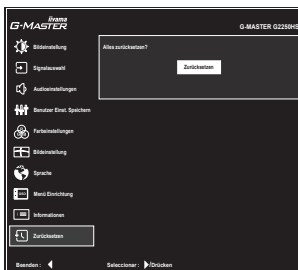 iiyama
G-MASTER
G-MASTER G2250HS
Bildeinstellung
Alles zurücksetzen?
Zurücksetzen
Signalauswahl
Audioeinstellungen
Benutzer Einst. Speichern
Farbeinstellungen
Bildeinstellung
Sprache
Menü Einrichtung
Informationen
Zurücksetzen
Beenden :
Seleccionar : /Drücken